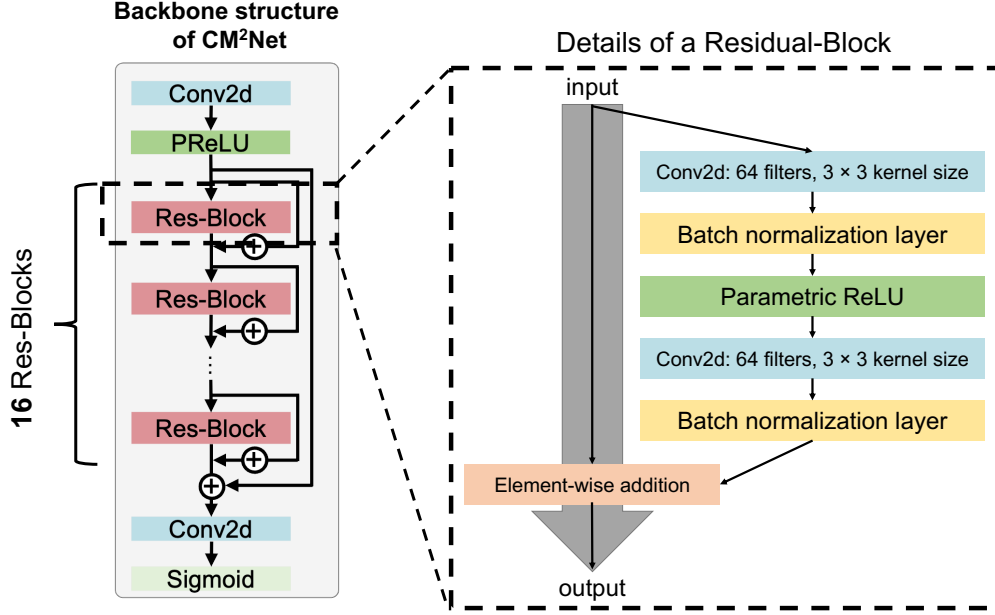 Backbone structure
of CM²Net
Conv2d
PReLU
Res-Block
Res-Block
Res-Block
Conv2d
Sigmoid
16 Res-Blocks
Details of a Residual-Block
input
Conv2d: 64 filters, 3 × 3 kernel size
Batch normalization layer
Parametric ReLU
Conv2d: 64 filters, 3 × 3 kernel size
Batch normalization layer
Element-wise addition
output